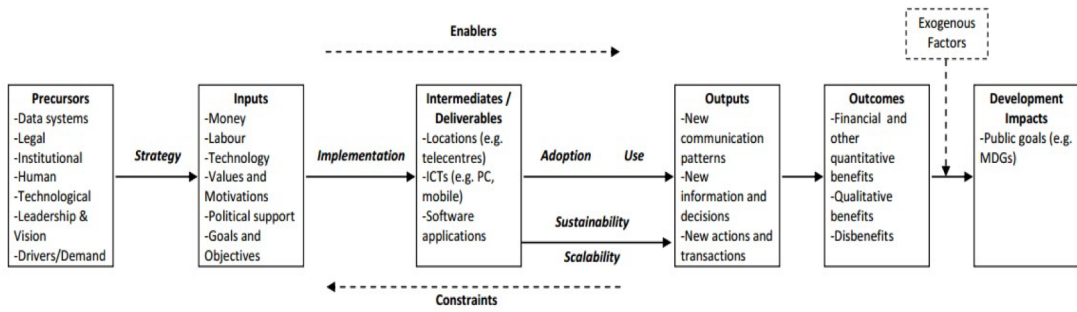 Enablers
Exogenous
Factors
Precursors
-Data systems
-Legal
-Institutional
-Human
-Technological
-Leadership &
Vision
-Drivers/Demand
Strategy
Inputs
-Money
-Labour
-Technology
-Values and
Motivations
-Political support
-Goals and
Objectives
Implementation
Intermediates /
Deliverables
-Locations (e.g.
telecentres)
-ICTs (e.g. PC,
mobile)
-Software
applications
Adoption Use
Sustainability
Scalability
Outputs
-New
communication
patterns
-New
information and
decisions
-New actions and
transactions
Outcomes
-Financial and
other
quantitative
benefits
-Qualitative
benefits
-Disbenefits
Development
Impacts
-Public goals (e.g.
MDGs)
Constraints